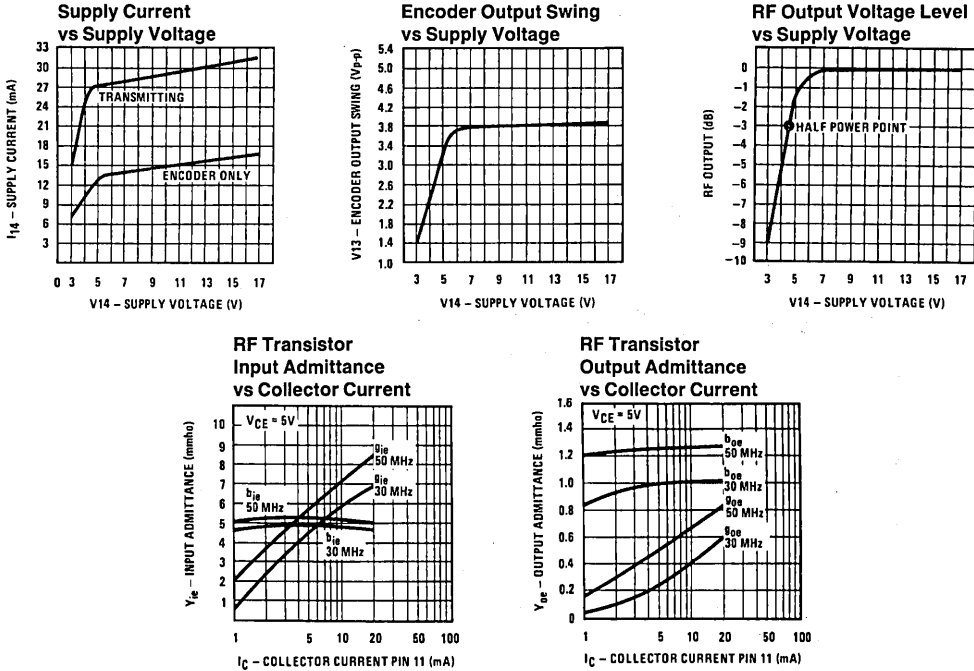 Supply Current
vs Supply Voltage
33
30
27
24
21
18
15
12
9
6
3
0 3 5 7 9 11 13 15 17
I14 – SUPPLY CURRENT (mA)
TRANSMITTING
ENCODER ONLY
V14 – SUPPLY VOLTAGE (V)
Encoder Output Swing
vs Supply Voltage
5.4
5.0
4.6
4.2
3.8
3.4
3.0
2.6
2.2
1.8
1.4
1.0
3 5 7 9 11 13 15 17
V13 – ENCODER OUTPUT SWING (Vp-p)
V14 – SUPPLY VOLTAGE (V)
RF Output Voltage Level
vs Supply Voltage
0
–1
–2
–3
–4
–5
–6
–7
–8
–9
–10
3 5 7 9 11 13 15 17
RF OUTPUT (dB)
HALF POWER POINT
V14 – SUPPLY VOLTAGE (V)
RF Transistor
Input Admittance
vs Collector Current
10
9
8
7
6
5
4
3
2
1
1 5 10 20 50 100
Yie – INPUT ADMITTANCE (mmho)
VCE = 5V
gie
50 MHz
gie
30 MHz
bie
50 MHz
bie
30 MHz
IC – COLLECTOR CURRENT PIN 11 (mA)
RF Transistor
Output Admittance
vs Collector Current
1.6
1.4
1.2
1.0
0.8
0.6
0.4
0.2
0
1 5 10 20 50 100
Yoe – OUTPUT ADMITTANCE (mmho)
VCE = 5V
boe
50 MHz
boe
30 MHz
goe
50 MHz
goe
30 MHz
IC – COLLECTOR CURRENT PIN 11 (mA)